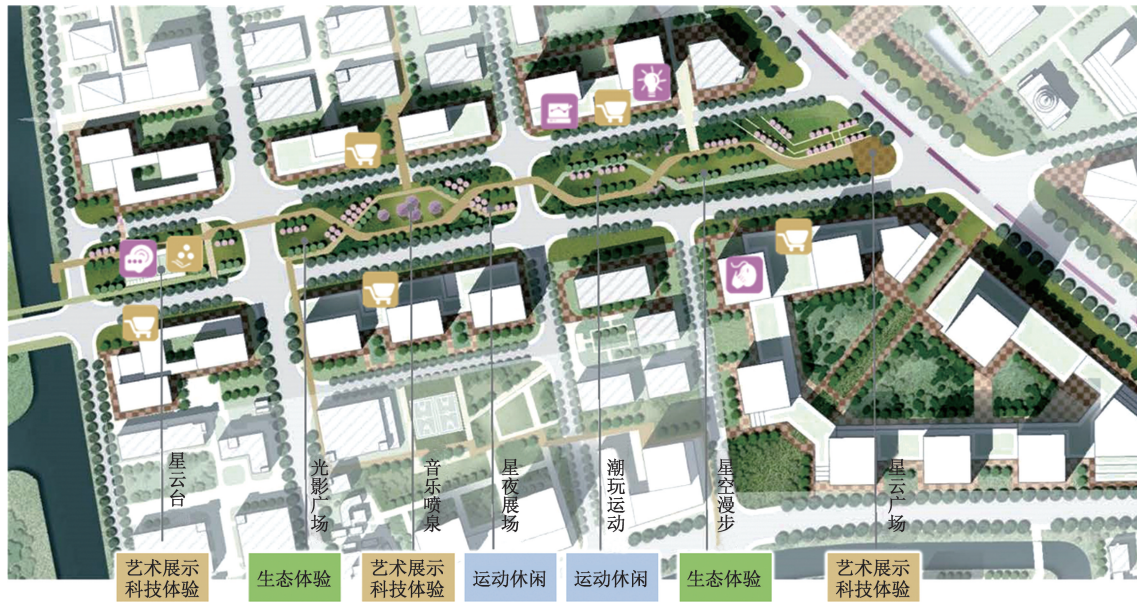 星云台
光影广场
音乐喷泉
星夜展场
潮玩运动
星空漫步
星云广场
艺术展示
科技体验
生态体验
艺术展示
科技体验
运动休闲
运动休闲
生态体验
艺术展示
科技体验